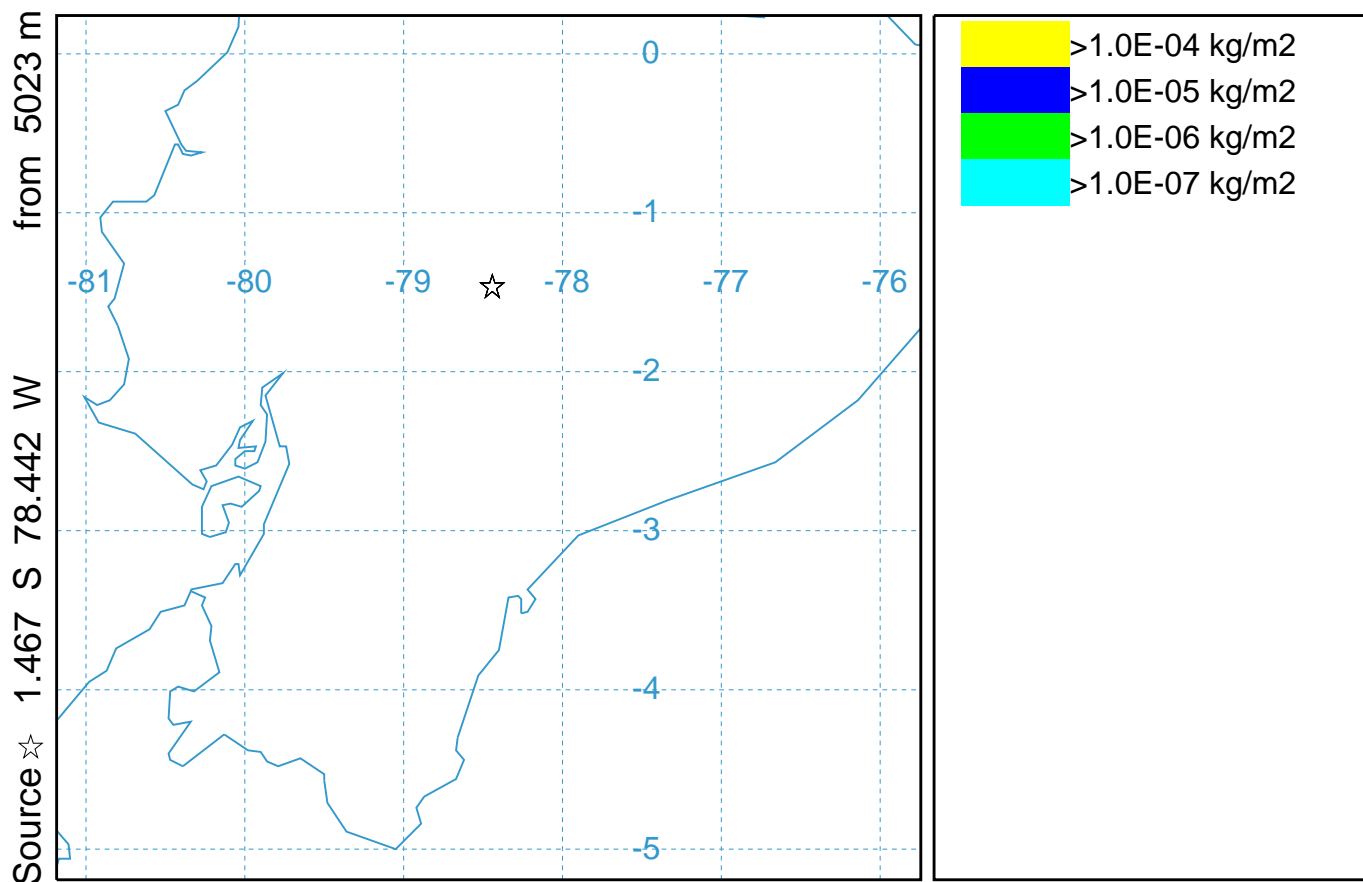 Source ☆ 1.467 S 78.442 W from 5023 m
0
-1
-81 -80 -79 -78 -77 -76
-2
-3
-4
-5
>1.0E-04 kg/m2
>1.0E-05 kg/m2
>1.0E-06 kg/m2
>1.0E-07 kg/m2